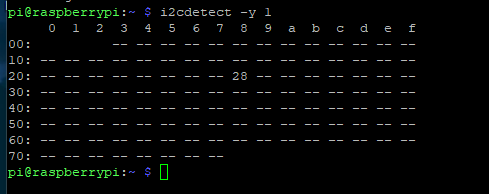 pi@raspberrypi:~ $ i2cdetect -y 1
     0  1  2  3  4  5  6  7  8  9  a  b  c  d  e  f
00:          -- -- -- -- -- -- -- -- -- -- -- -- --
10: -- -- -- -- -- -- -- -- -- -- -- -- -- -- -- --
20: -- -- -- -- -- -- -- -- 28 -- -- -- -- -- -- --
30: -- -- -- -- -- -- -- -- -- -- -- -- -- -- -- --
40: -- -- -- -- -- -- -- -- -- -- -- -- -- -- -- --
50: -- -- -- -- -- -- -- -- -- -- -- -- -- -- -- --
60: -- -- -- -- -- -- -- -- -- -- -- -- -- -- -- --
70: -- -- -- -- -- -- -- --
pi@raspberrypi:~ $